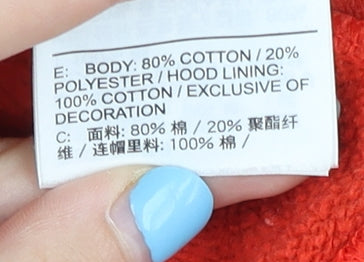 E: BODY: 80% COTTON / 20%
POLYESTER / HOOD LINING:
100% COTTON / EXCLUSIVE OF
DECORATION
C: 面料: 80% 棉 / 20% 聚酯纤
维 / 连帽里料: 100% 棉 /